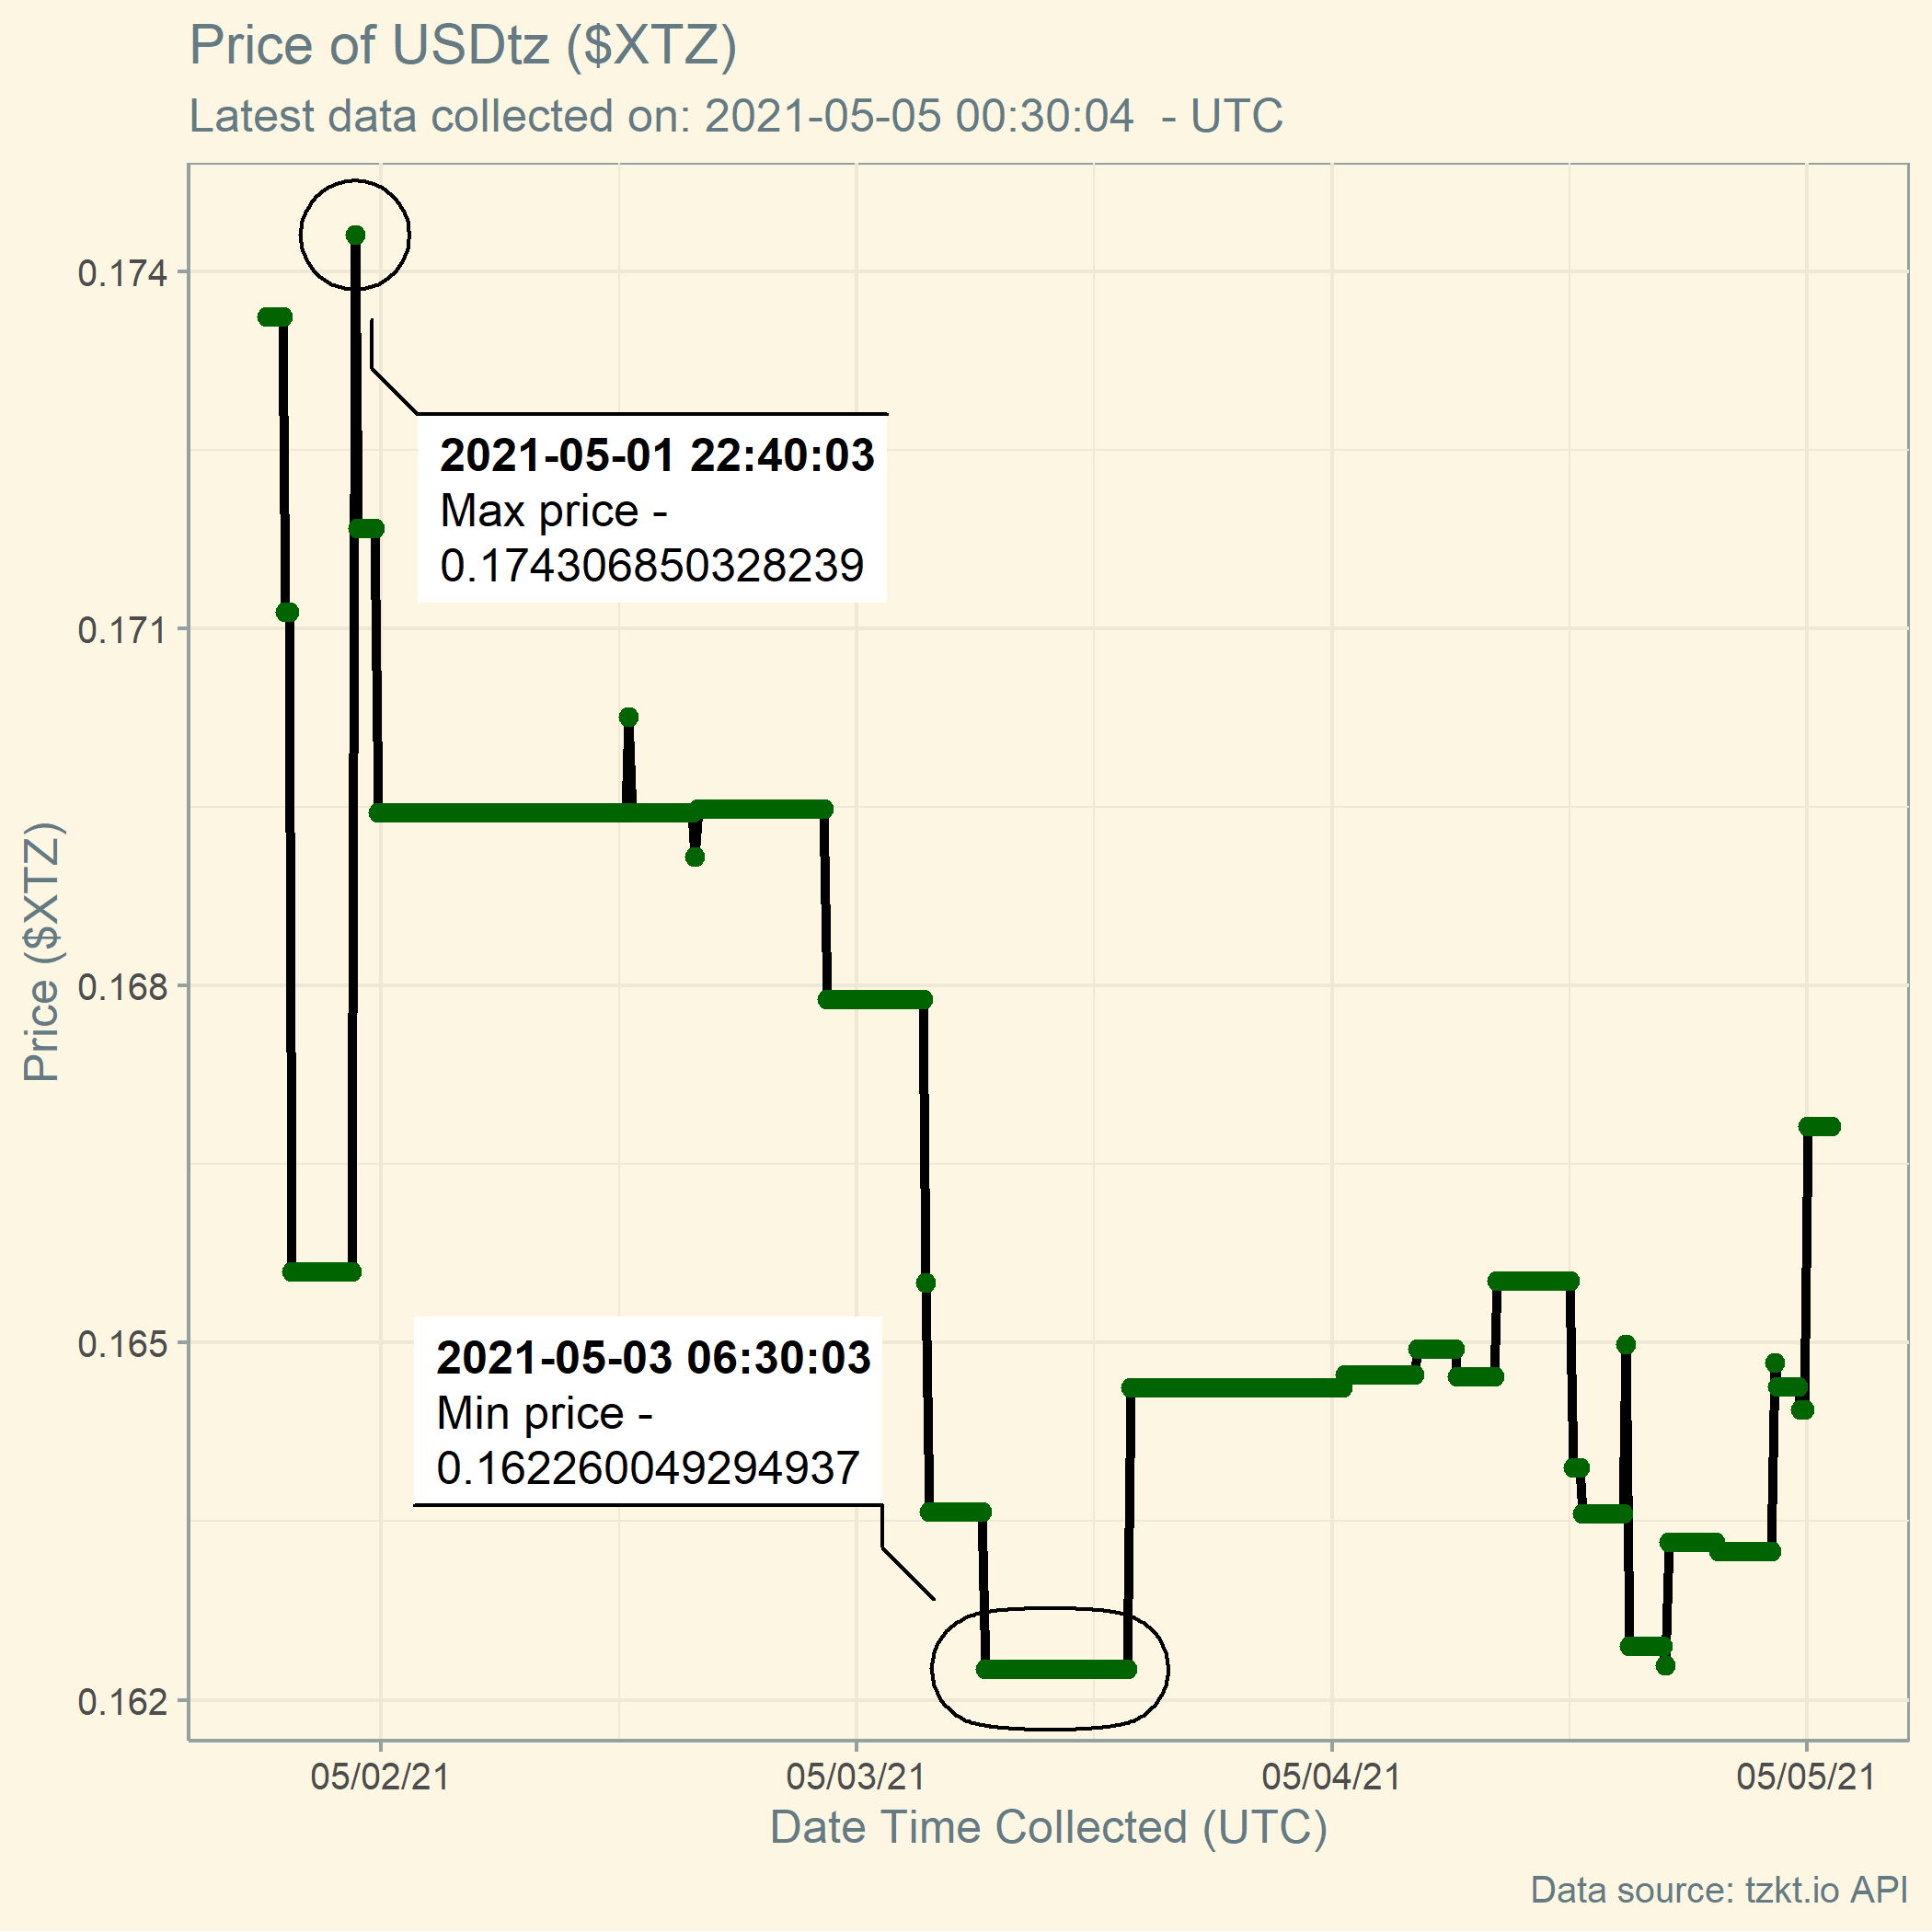 Price of USDtz ($XTZ)
Latest data collected on: 2021-05-05 00:30:04  - UTC
Price ($XTZ)
0.174
0.171
0.168
0.165
0.162
2021-05-01 22:40:03
Max price -
0.174306850328239
2021-05-03 06:30:03
Min price -
0.162260049294937
05/02/21
05/03/21
05/04/21
05/05/21
Date Time Collected (UTC)
Data source: tzkt.io API